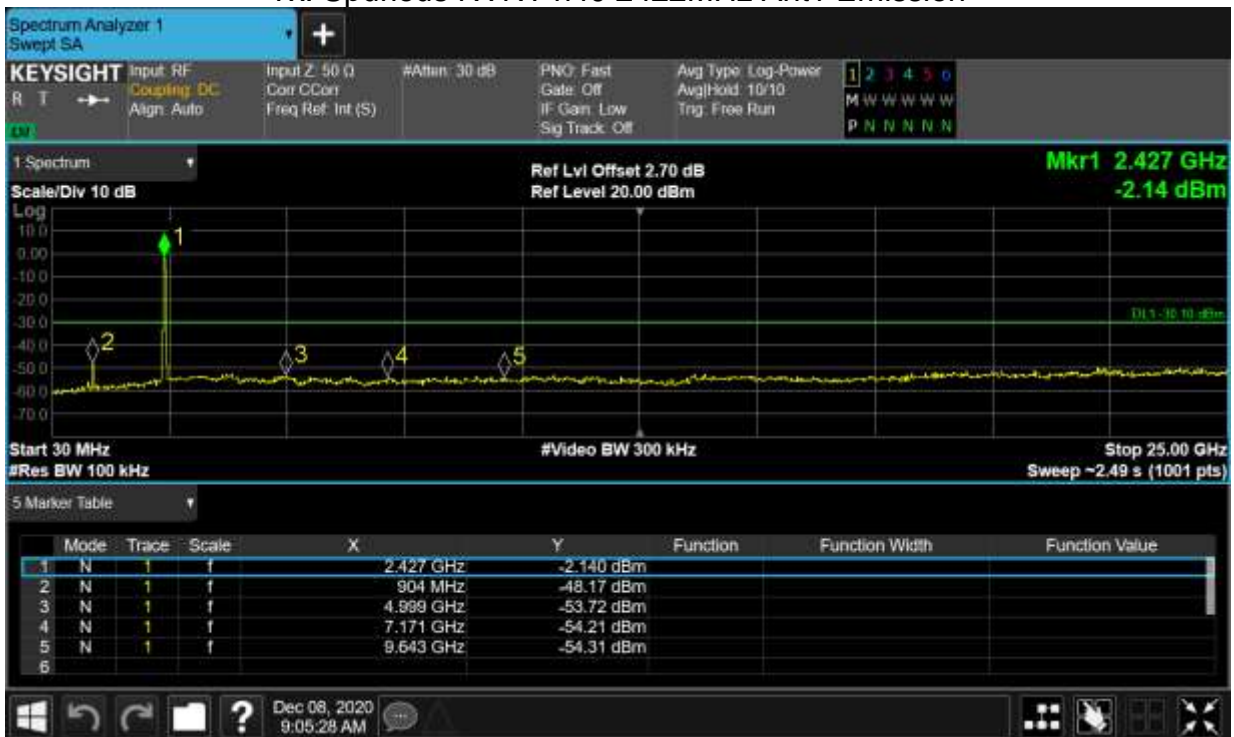 Spectrum Analyzer 1
Swept SA
+
KEYSIGHT Input: RF Input Z: 50 Ω #Atten: 30 dB PNO: Fast Avg Type: Log-Power 1 2 3 4 5 6
R T Coupling: DC Corr CCorr Gate: Off Avg|Hold: 10/10 M W W W W W
Align: Auto Freq Ref: Int (S) IF Gain: Low Trig: Free Run
Sig Track: Off P N N N N N
1 Spectrum Ref Lvl Offset 2.70 dB Mkr1 2.427 GHz
Scale/Div 10 dB Ref Level 20.00 dBm -2.14 dBm
Log
10.0
1
0.00
-10.0
-20.0
-30.0 DL1 -30.10 dBm
-40.0 2
3 4 5
-50.0
-60.0
-70.0
Start 30 MHz #Video BW 300 kHz Stop 25.00 GHz
#Res BW 100 kHz Sweep ~2.49 s (1001 pts)
5 Marker Table
Mode Trace Scale X Y Function Function Width Function Value
1 N 1 f 2.427 GHz -2.140 dBm
2 N 1 f 904 MHz -48.17 dBm
3 N 1 f 4.999 GHz -53.72 dBm
4 N 1 f 7.171 GHz -54.21 dBm
5 N 1 f 9.643 GHz -54.31 dBm
6
? Dec 08, 2020
9:05:28 AM